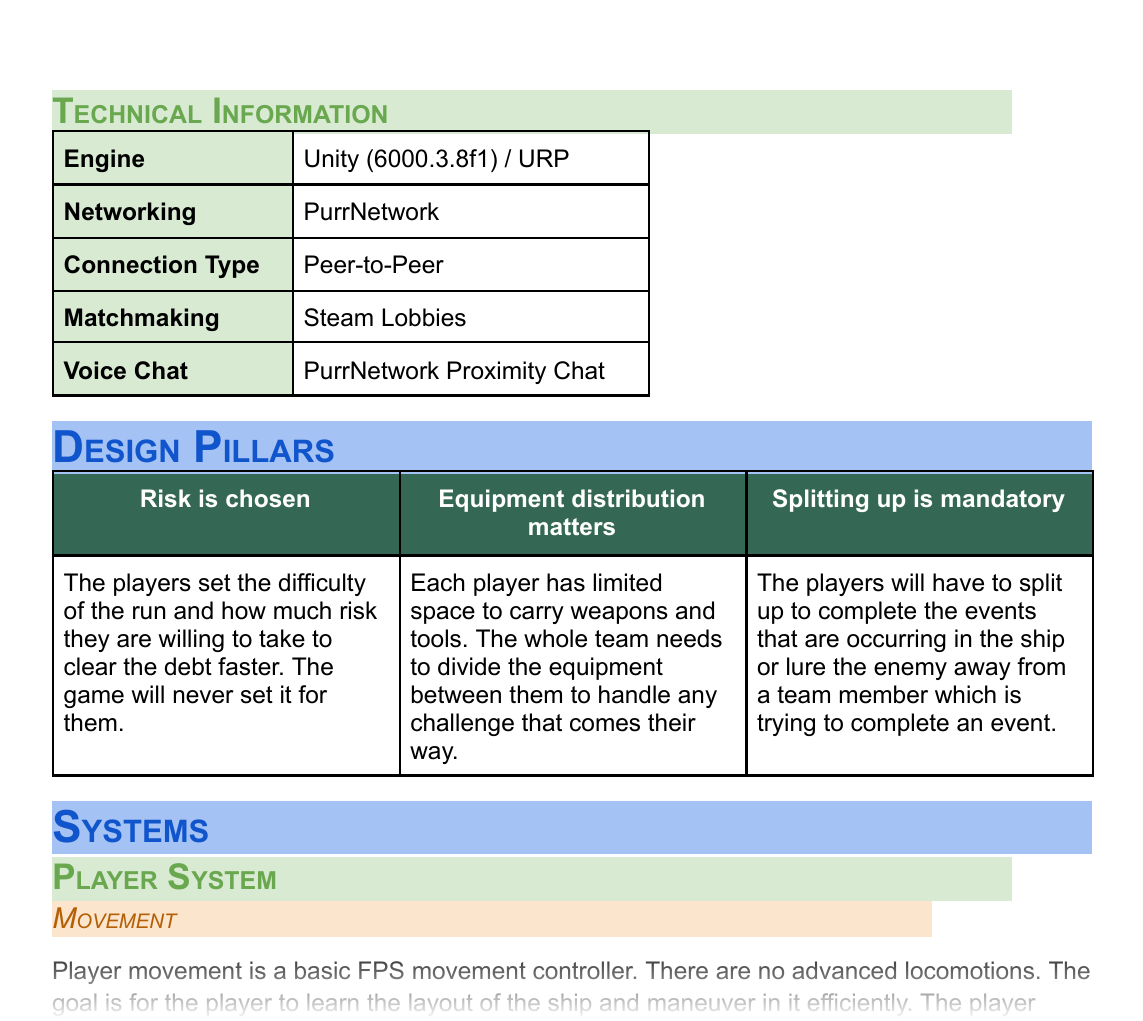 Technical Information
Engine Unity (6000.3.8f1) / URP
Networking PurrNetwork
Connection Type Peer-to-Peer
Matchmaking Steam Lobbies
Voice Chat PurrNetwork Proximity Chat
Design Pillars
Risk is chosen
Equipment distribution
matters
Splitting up is mandatory
The players set the difficulty
of the run and how much risk
they are willing to take to
clear the debt faster. The
game will never set it for
them.
Each player has limited
space to carry weapons and
tools. The whole team needs
to divide the equipment
between them to handle any
challenge that comes their
way.
The players will have to split
up to complete the events
that are occurring in the ship
or lure the enemy away from
a team member which is
trying to complete an event.
Systems
Player System
Movement
Player movement is a basic FPS movement controller. There are no advanced locomotions. The
goal is for the player to learn the layout of the ship and maneuver in it efficiently. The player